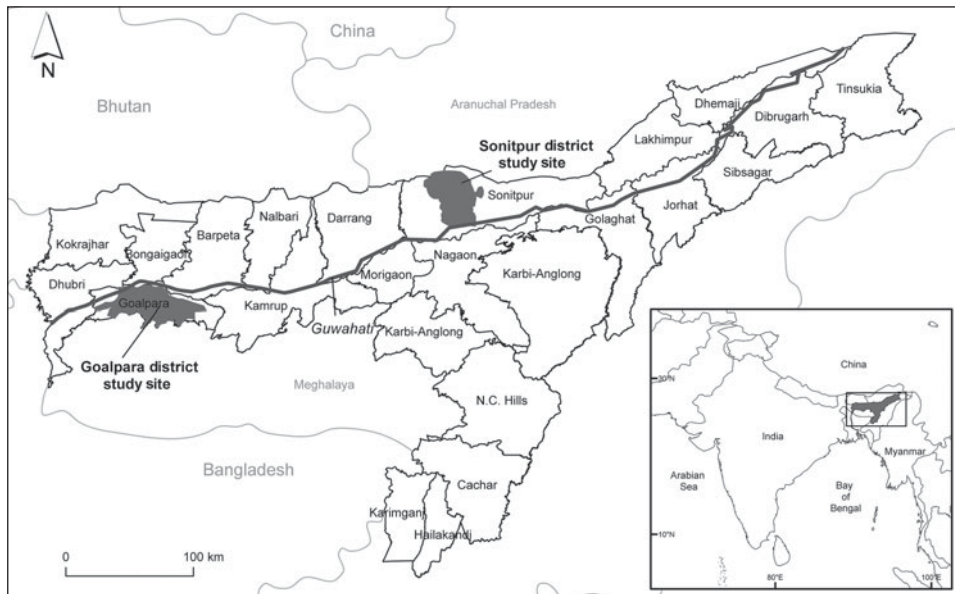 N
China
Bhutan
Aranuchal Pradesh
Tinsukia
Dhemaji
Dibrugarh
Lakhimpur
Sonitpur district
study site
Sibsagar
Sonitpur
Nalbari
Darrang
Jorhat
Golaghat
Barpeta
Kokrajhar
Bongaigaon
Nagaon
Karbi-Anglong
Morigaon
Dhubri
Goalpara
Kamrup
Guwahati
Karbi-Anglong
Goalpara district
study site
Meghalaya
N.C. Hills
Bangladesh
Cachar
Karimganj
Hailakandj
0
100 km
China
30°N
India
Myanmar
Arabian
Sea
Bay
of
Bengal
10°N
80°E
100°E